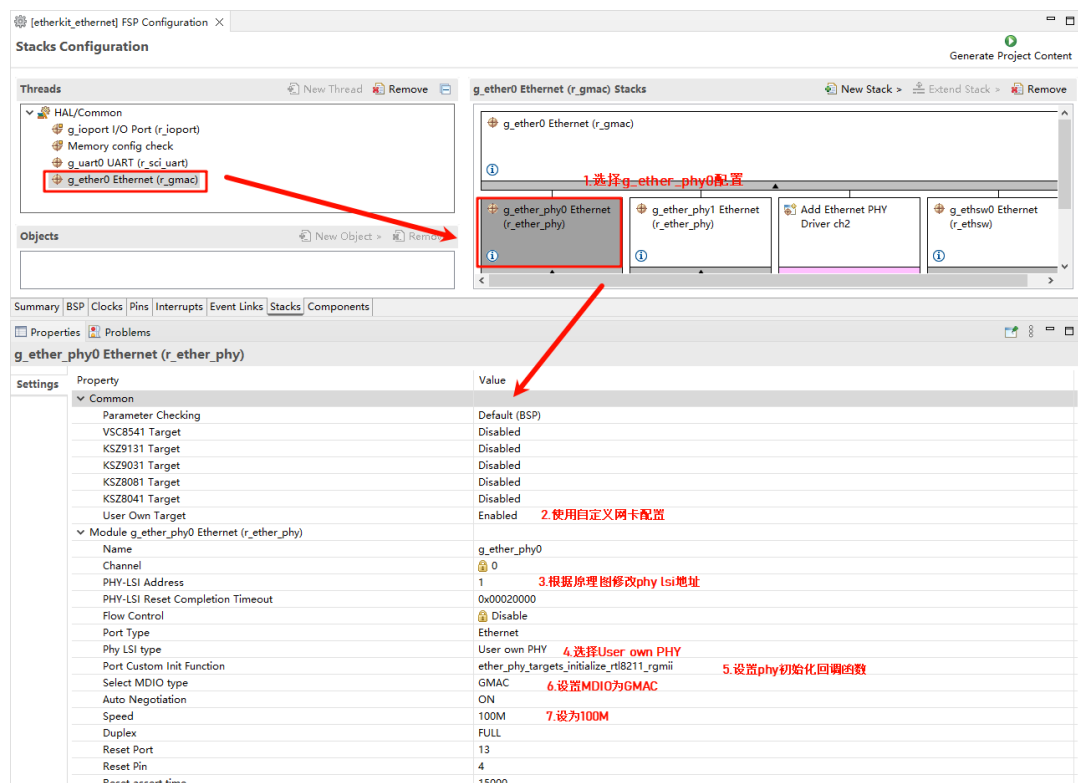 [etherkit_ethernet] FSP Configuration
Stacks Configuration
Generate Project Content
Threads
New Thread
Remove
g_ether0 Ethernet (r_gmac) Stacks
New Stack >
Extend Stack >
Remove
HAL/Common
g_ioport I/O Port (r_ioport)
Memory config check
g_uart0 UART (r_sci_uart)
g_ether0 Ethernet (r_gmac)
g_ether0 Ethernet (r_gmac)
1.选择g_ether_phy0配置
g_ether_phy0 Ethernet
(r_ether_phy)
g_ether_phy1 Ethernet
(r_ether_phy)
Add Ethernet PHY
Driver ch2
g_ethsw0 Ethernet
(r_ethsw)
Objects
New Object >
Remov
Summary BSP Clocks Pins Interrupts Event Links Stacks Components
Properties Problems
g_ether_phy0 Ethernet (r_ether_phy)
Settings
Property Value
Common
Parameter Checking Default (BSP)
VSC8541 Target Disabled
KSZ9131 Target Disabled
KSZ9031 Target Disabled
KSZ8081 Target Disabled
KSZ8041 Target Disabled
User Own Target Enabled 2.使用自定义网卡配置
Module g_ether_phy0 Ethernet (r_ether_phy)
Name g_ether_phy0
Channel 0
PHY-LSI Address 1 3.根据原理图修改phy lsi地址
PHY-LSI Reset Completion Timeout 0x00020000
Flow Control Disable
Port Type Ethernet
Phy LSI type User own PHY 4.选择User own PHY
Port Custom Init Function ether_phy_targets_initialize_rtl8211_rgmii 5.设置phy初始化回调函数
Select MDIO type GMAC 6.设置MDIO为GMAC
Auto Negotiation ON
Speed 100M 7.设为100M
Duplex FULL
Reset Port 13
Reset Pin 4
Reset assert time 15000